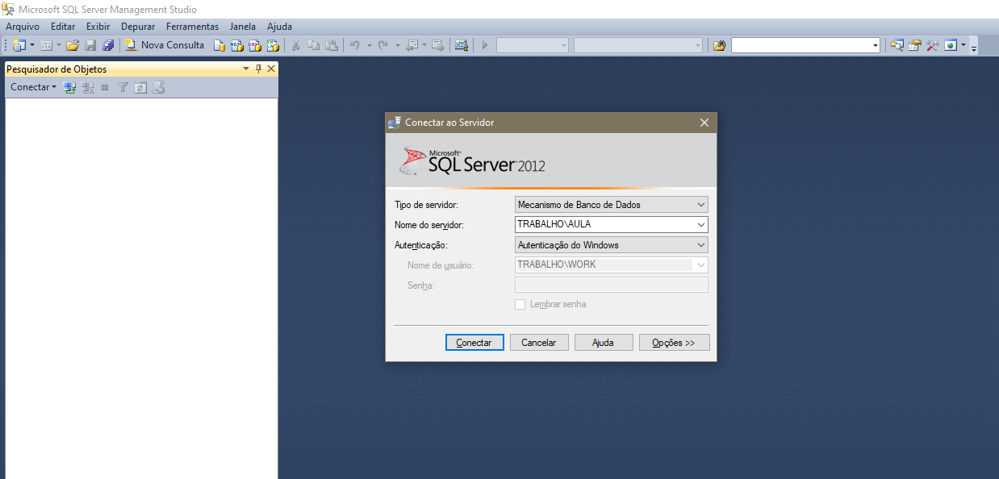 Microsoft SQL Server Management Studio
Arquivo Editar Exibir Depurar Ferramentas Janela Ajuda
Nova Consulta
Pesquisador de Objetos
Conectar
Conectar ao Servidor
Microsoft®
SQL Server 2012
Tipo de servidor: Mecanismo de Banco de Dados
Nome do servidor: TRABALHO\AULA
Autenticação: Autenticação do Windows
Nome de usuário: TRABALHO\WORK
Senha:
Lembrar senha
Conectar Cancelar Ajuda Opções >>